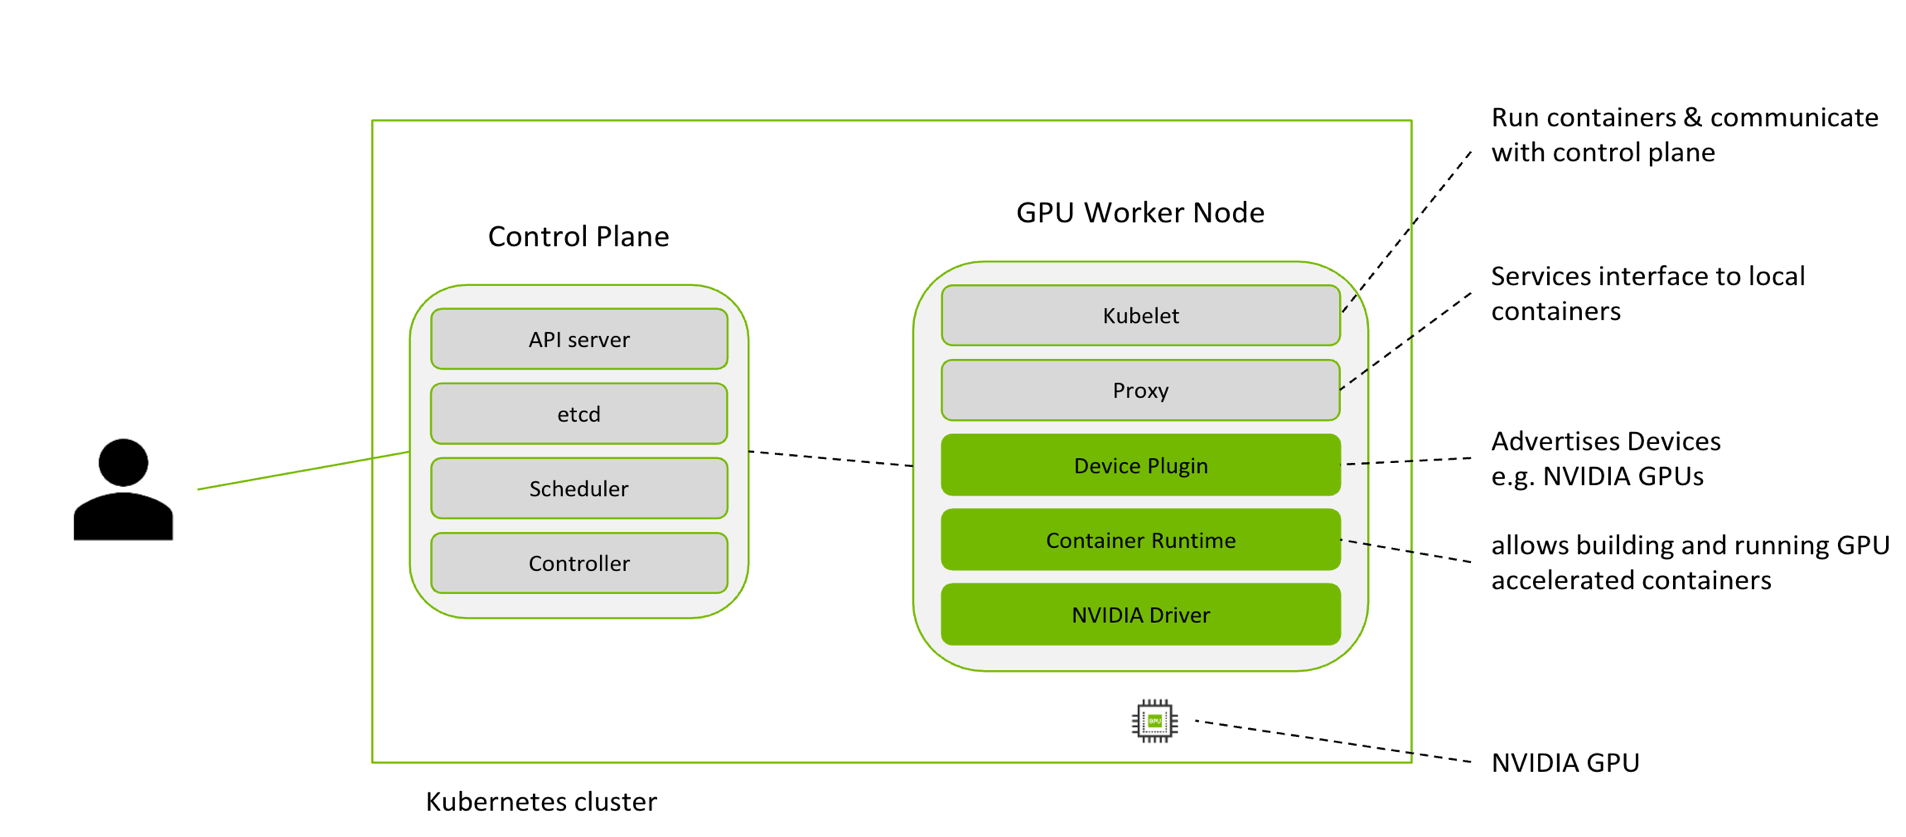 Control Plane
API server
etcd
Scheduler
Controller
GPU Worker Node
Kubelet
Proxy
Device Plugin
Container Runtime
NVIDIA Driver
GPU
Run containers & communicate
with control plane
Services interface to local
containers
Advertises Devices
e.g. NVIDIA GPUs
allows building and running GPU
accelerated containers
NVIDIA GPU
Kubernetes cluster